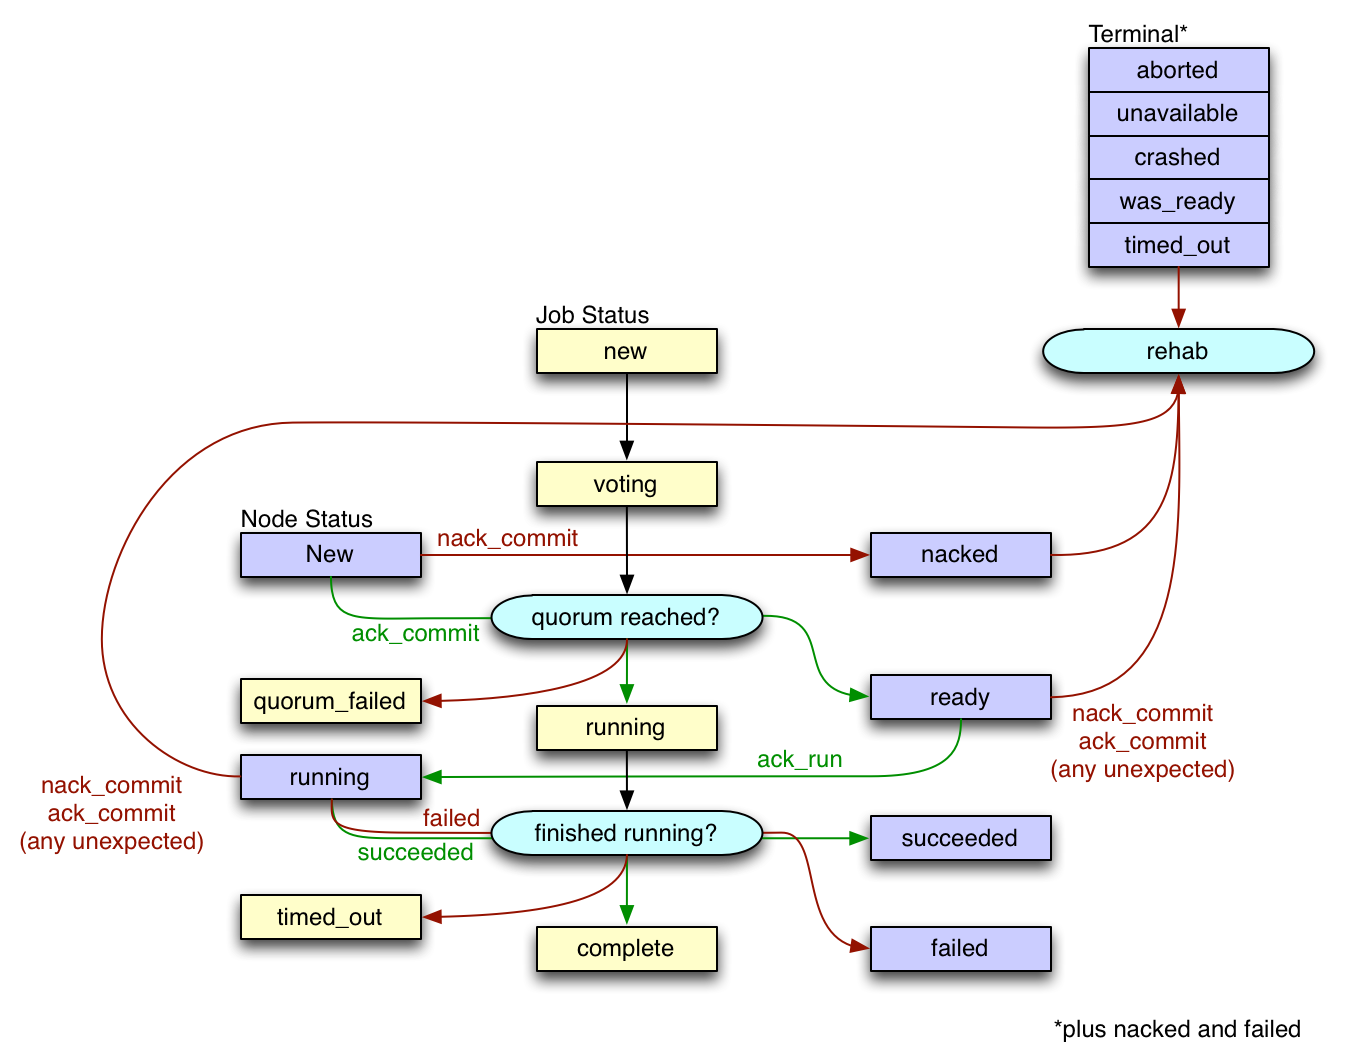 Terminal*
aborted
unavailable
crashed
was_ready
timed_out
rehab
Job Status
new
voting
Node Status
New
nack_commit
nacked
quorum reached?
ack_commit
quorum_failed
running
ready
nack_commit
ack_commit
(any unexpected)
ack_run
running
nack_commit
ack_commit
(any unexpected)
failed
succeeded
finished running?
succeeded
timed_out
complete
failed
*plus nacked and failed